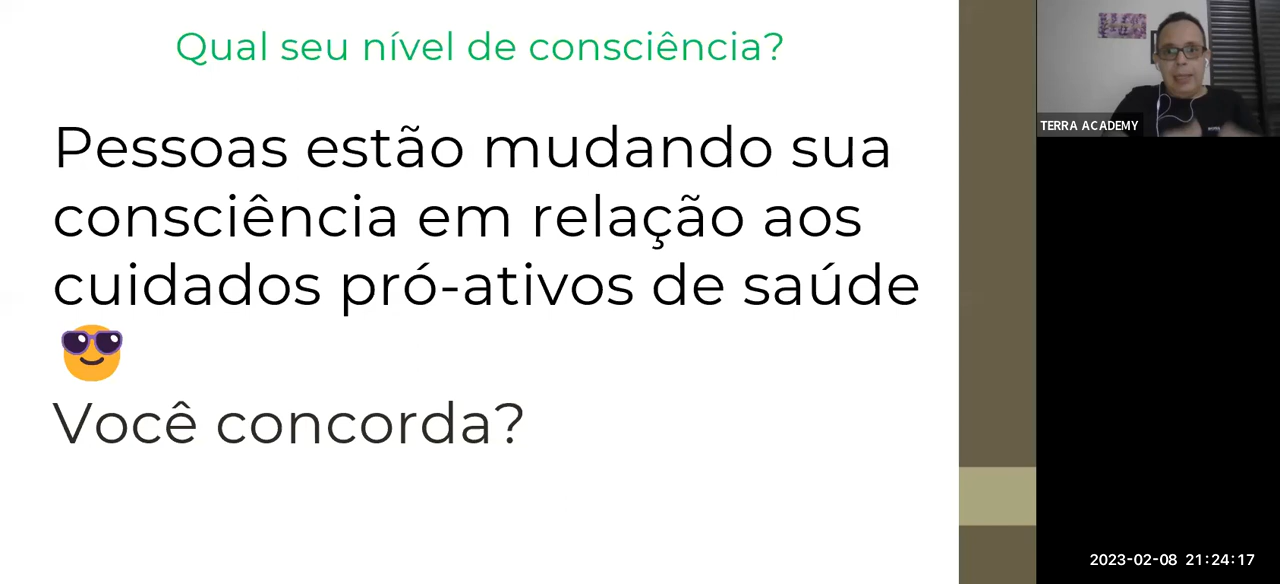 Qual seu nível de consciência?
Pessoas estão mudando sua
consciência em relação aos
cuidados pró-ativos de saúde
😎
Você concorda?
TERRA ACADEMY
2023-02-08 21:24:17